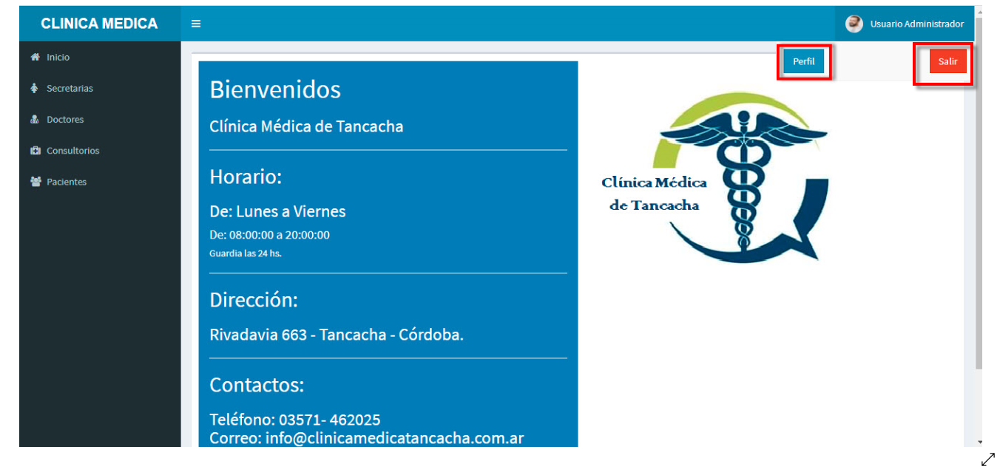 CLINICA MEDICA
Usuario Administrador
Inicio
Secretarias
Doctores
Consultorios
Pacientes
Perfil
Salir
Bienvenidos
Clínica Médica de Tancacha
Horario:
De: Lunes a Viernes
De: 08:00:00 a 20:00:00
Guardia las 24 hs.
Dirección:
Rivadavia 663 - Tancacha - Córdoba.
Contactos:
Teléfono: 03571- 462025
Correo: info@clinicamedicatancacha.com.ar
Clínica Médica
de Tancacha